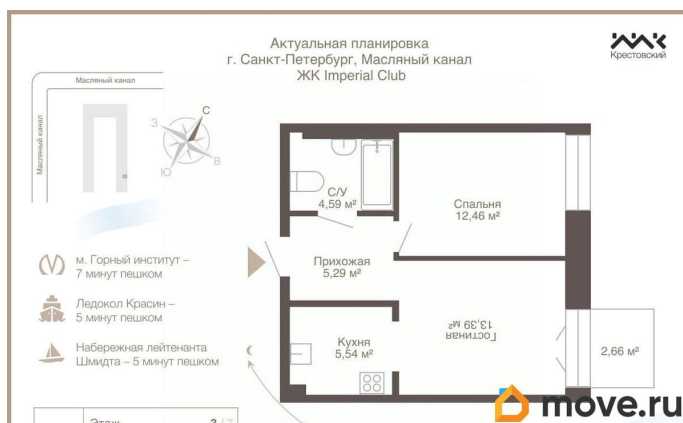 Актуальная планировка
г. Санкт-Петербург, Масляный канал
ЖК Imperial Club
Крестовский
Масляный канал
Масляный канал
С
З
В
Ю
С/У
4,59 м²
Спальня
12,46 м²
Прихожая
5,29 м²
Гостиная
13,39 м²
Кухня
5,54 м²
2,66 м²
м. Горный институт –
7 минут пешком
Ледокол Красин –
5 минут пешком
Набережная лейтенанта
Шмидта – 5 минут пешком
Этаж
3 / 7
move.ru